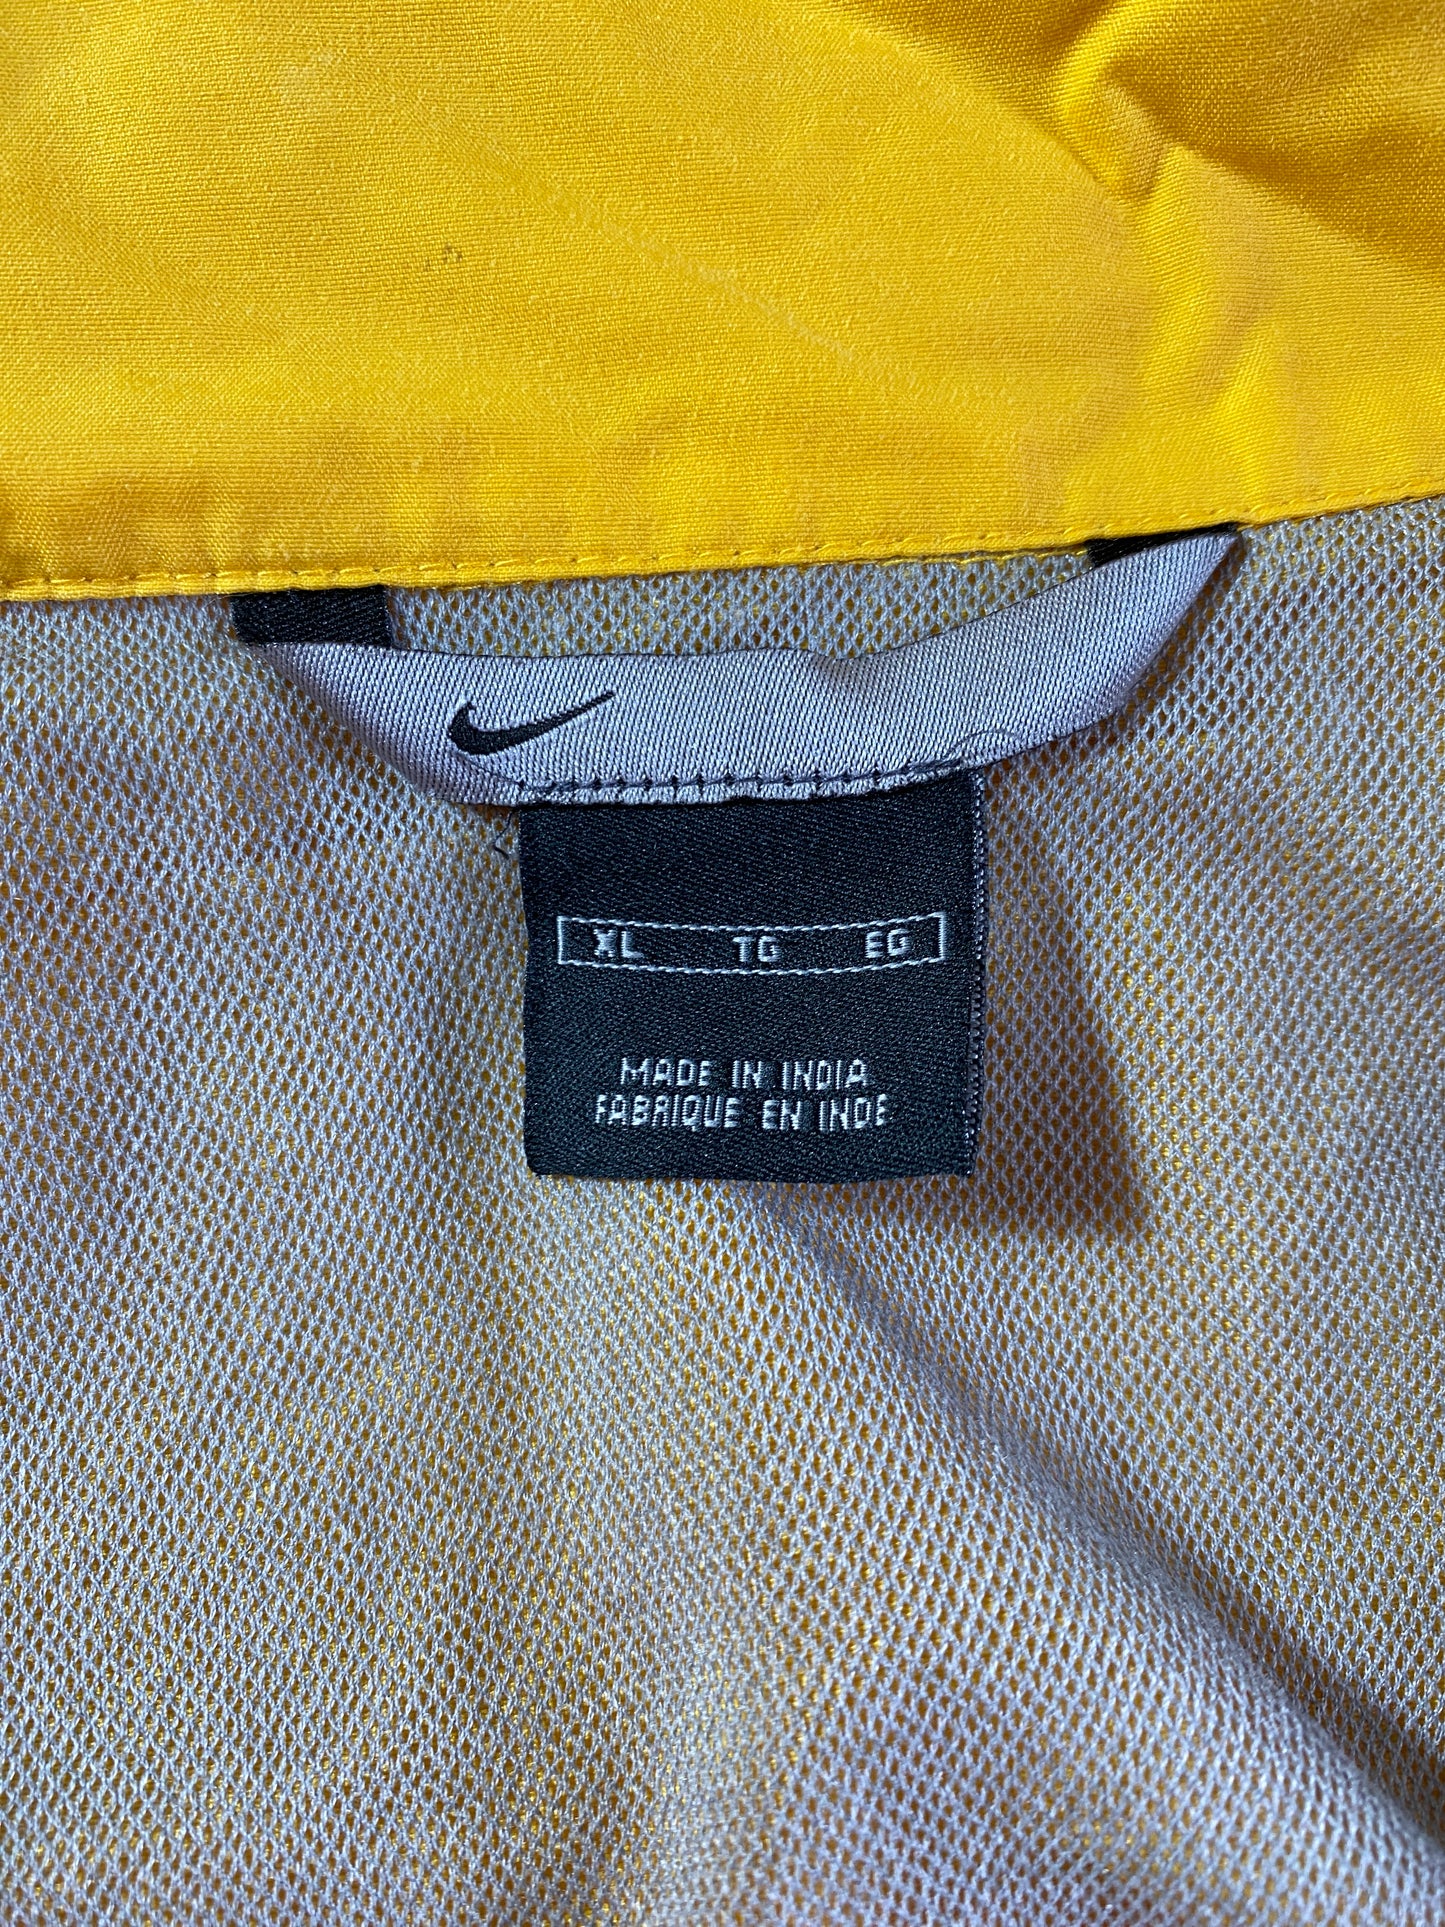 XL TG EG
MADE IN INDIA
FABRIQUE EN INDE